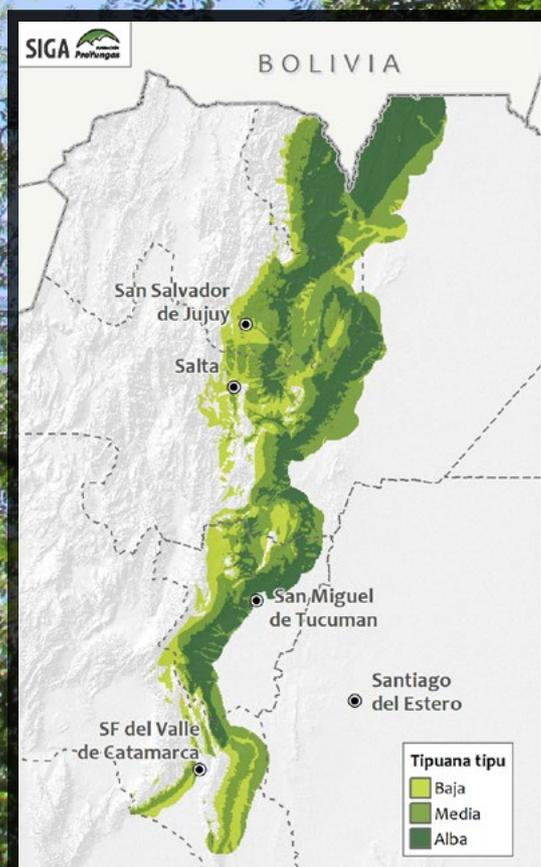 SIGA
FUNDACIÓN
ProYungas
BOLIVIA
San Salvador
de Jujuy
Salta
San Miguel
de Tucuman
Santiago
del Estero
SF del Valle
de Catamarca
Tipuana tipu
Baja
Media
Alba